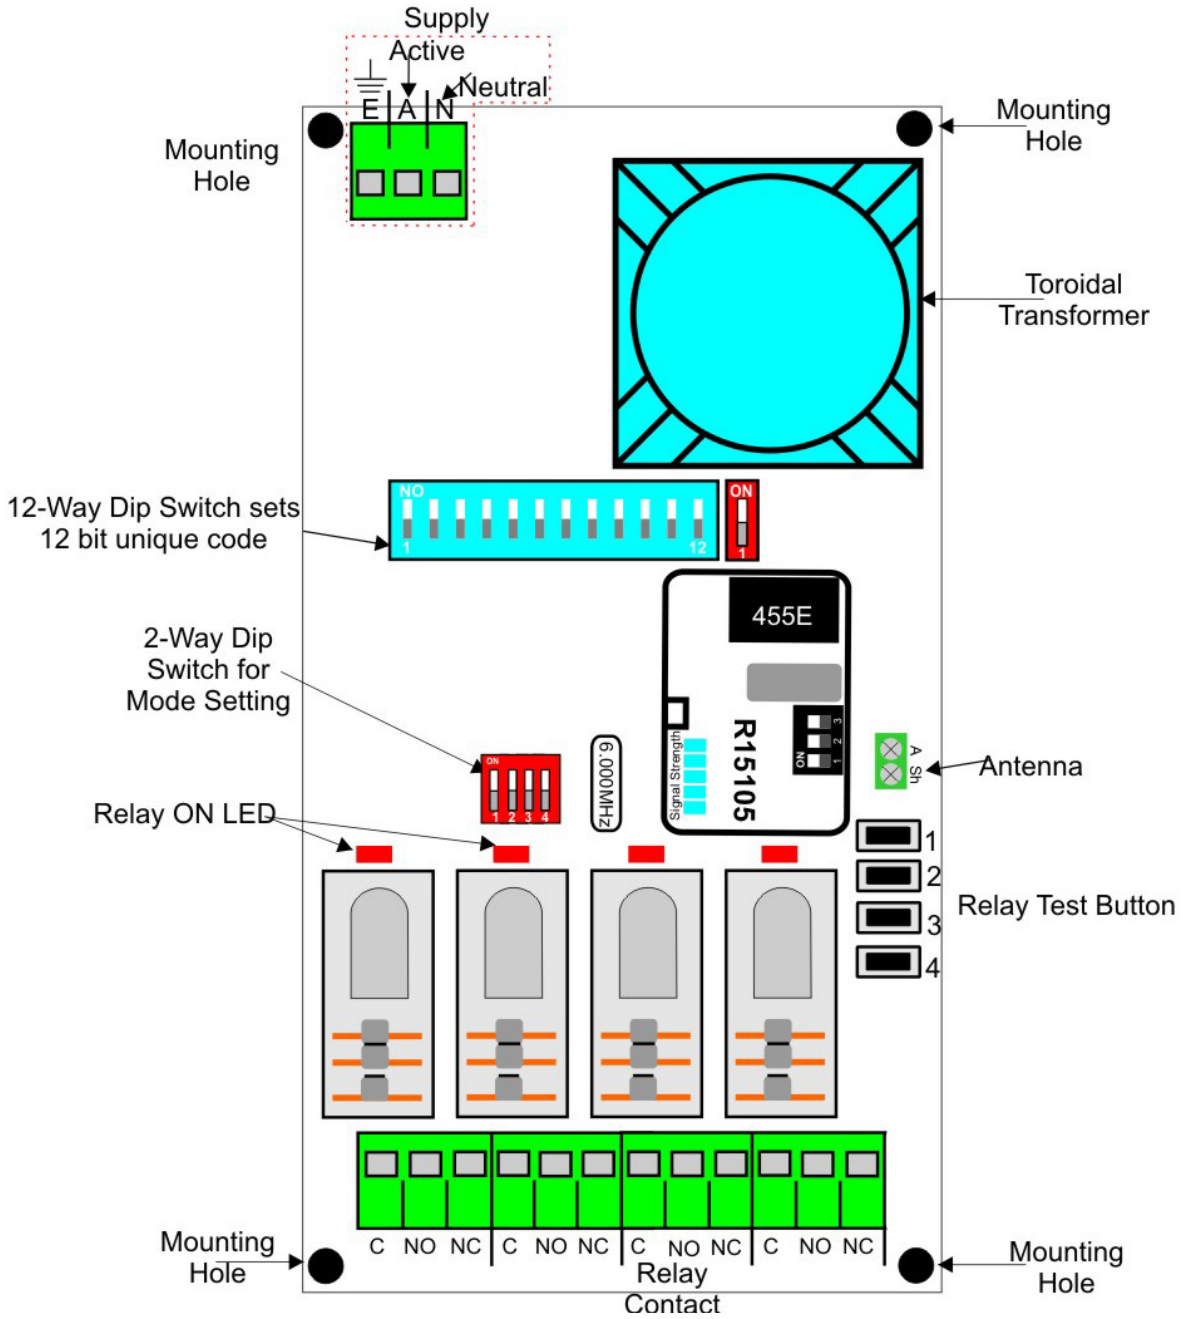 Supply
Active
Neutral
E A N
Mounting
Hole
Mounting
Hole
Toroidal
Transformer
12-Way Dip Switch sets
12 bit unique code
NO
1 12
ON
1
455E
2-Way Dip
Switch for
Mode Setting
R15105
Signal Strength
ON
1 2 3
6.000MHz
A Sh
Antenna
ON
1 2 3 4
Relay ON LED
1
2
3
4
Relay Test Button
C NO NC C NO NC C NO NC C NO NC
Relay
Contact
Mounting
Hole
Mounting
Hole